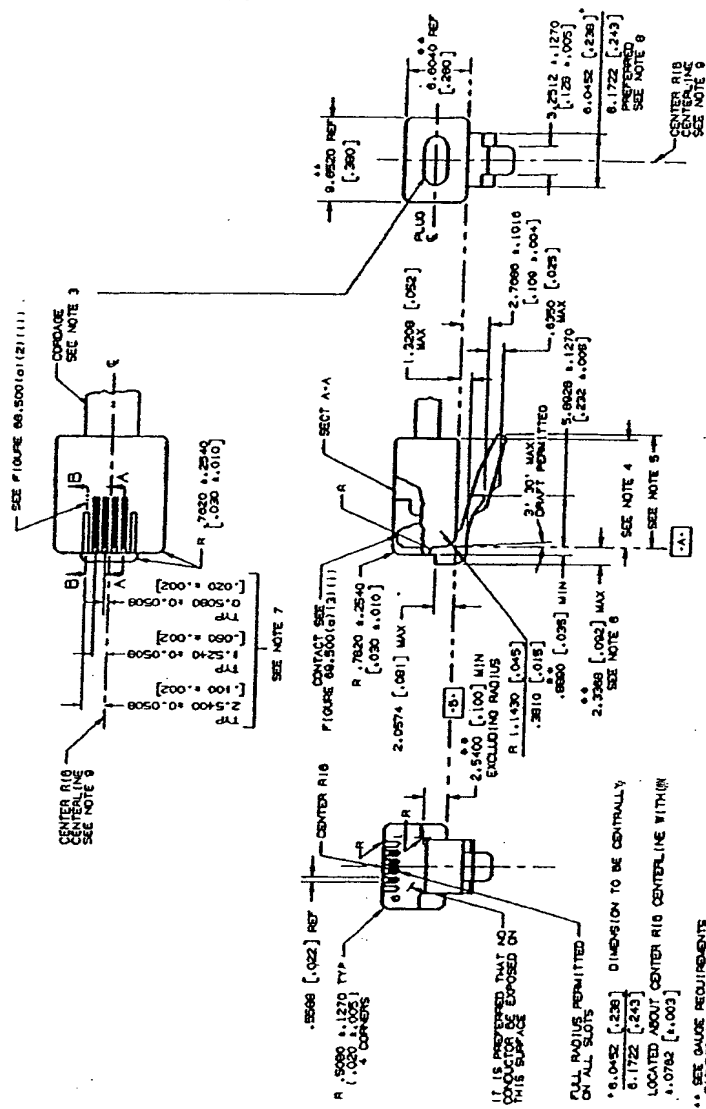 SEE FIGURE 68.500(a)(2)(i)
CORDAGE
SEE NOTE 3
CENTER RIB
CENTERLINE
SEE NOTE 9
2.5400 ±0.0508
[.100 ±.002]
TYP
1.5240 ±0.0508
[.060 ±.002]
TYP
0.5080 ±0.0508
[.020 ±.002]
TYP
SEE NOTE 7
B
B
A
A
R .7620 ±.2540
[.030 ±.010]
℄
9.6520 REF
[.380]
**
6.6040 REF
[.260]
**
PLUG
℄
3.2512 ±.1270
[.128 ±.005]
6.0452 [.238]*
6.1722 [.243]
PREFERRED
SEE NOTE 8
CENTER RIB
CENTERLINE
SEE NOTE 9
SECT A-A
CONTACT SEE
FIGURE 68.500(a)(3)(i)
R
R .7620 ±.2540
[.030 ±.010]
1.3208 [.052]
MAX
2.7686 ±.1016
[.109 ±.004]
.6350 [.025]
MAX
5.8928 ±.1270
[.232 ±.005]
3° 30' MAX
DRAFT PERMITTED
SEE NOTE 4
SEE NOTE 5
-A-
2.0574 [.081] MAX
-B-
**
2.5400 [.100] MIN
EXCLUDING RADIUS
R 1.1430 [.045]
.3810 [.015]
**
.8890 [.035] MIN
**
2.3368 [.092] MAX
SEE NOTE 6
.5588 [.022] REF
CENTER RIB
R .5080 ±.1270 TYP
[.020 ±.005]
4 CORNERS
R
R
6
1
IT IS PREFERRED THAT NO
CONDUCTOR BE EXPOSED ON
THIS SURFACE
FULL RADIUS PERMITTED
ON ALL SLOTS
*6.0452 [.238] DIMENSION TO BE CENTRALLY
6.1722 [.243]
LOCATED ABOUT CENTER RIB CENTERLINE WITHIN
±.0762 [±.003]
** SEE GAUGE REQUIREMENTS